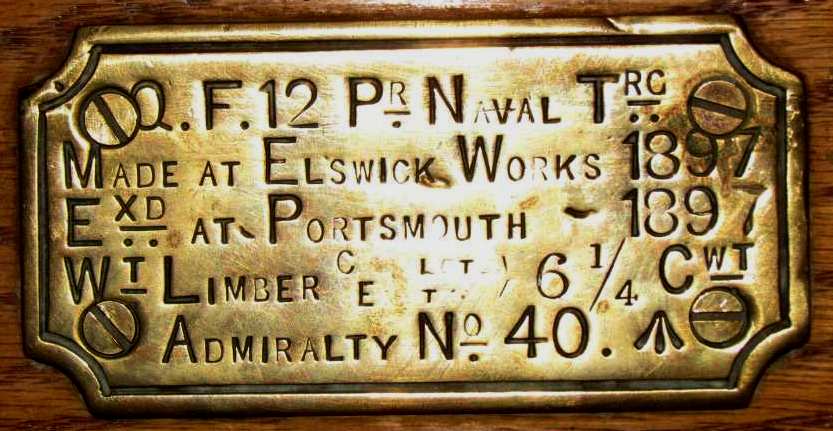 Q.F. 12 Pr Naval Trg
Made at Elswick Works 1897
Exd at Portsmouth - 1897
Wt Limber 6 1/4 Cwt
Admiralty No 40.